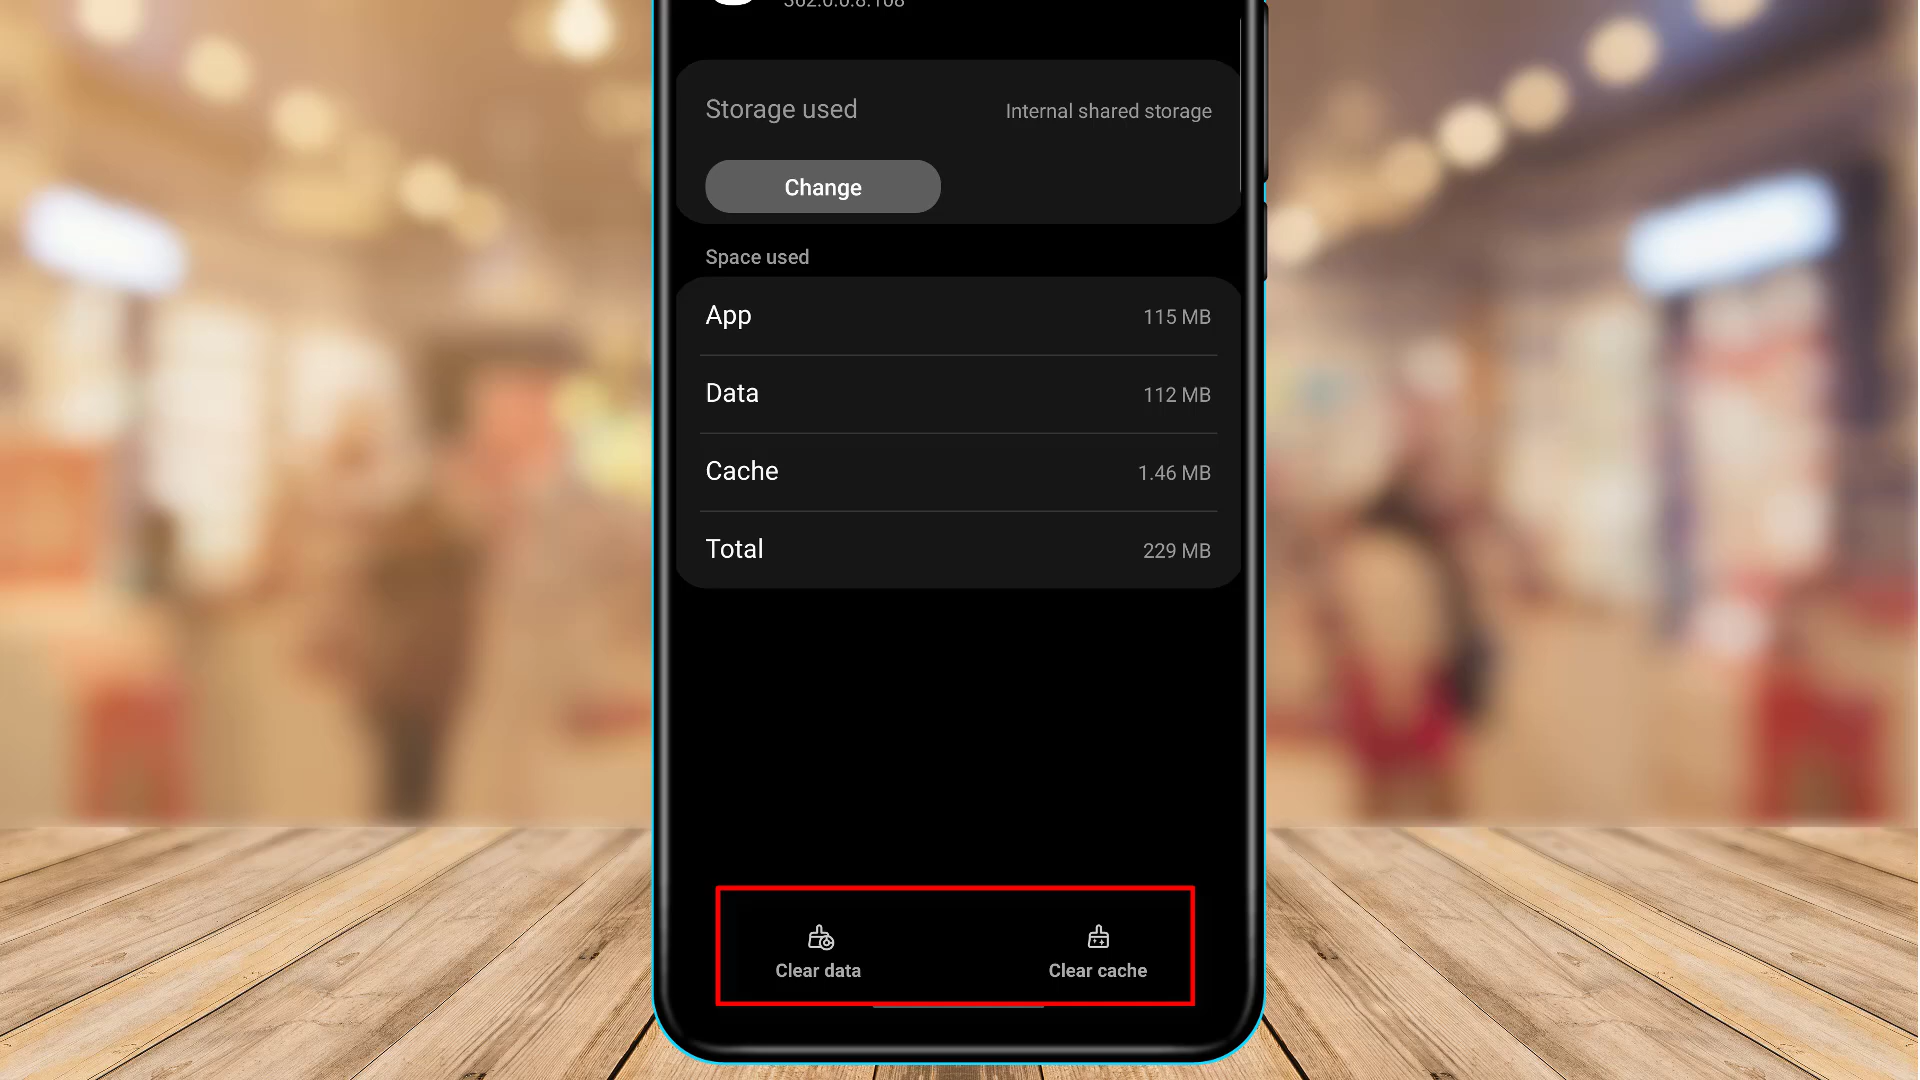 Storage used
Internal shared storage
Change
Space used
App 115 MB
Data 112 MB
Cache 1.46 MB
Total 229 MB
Clear data
Clear cache